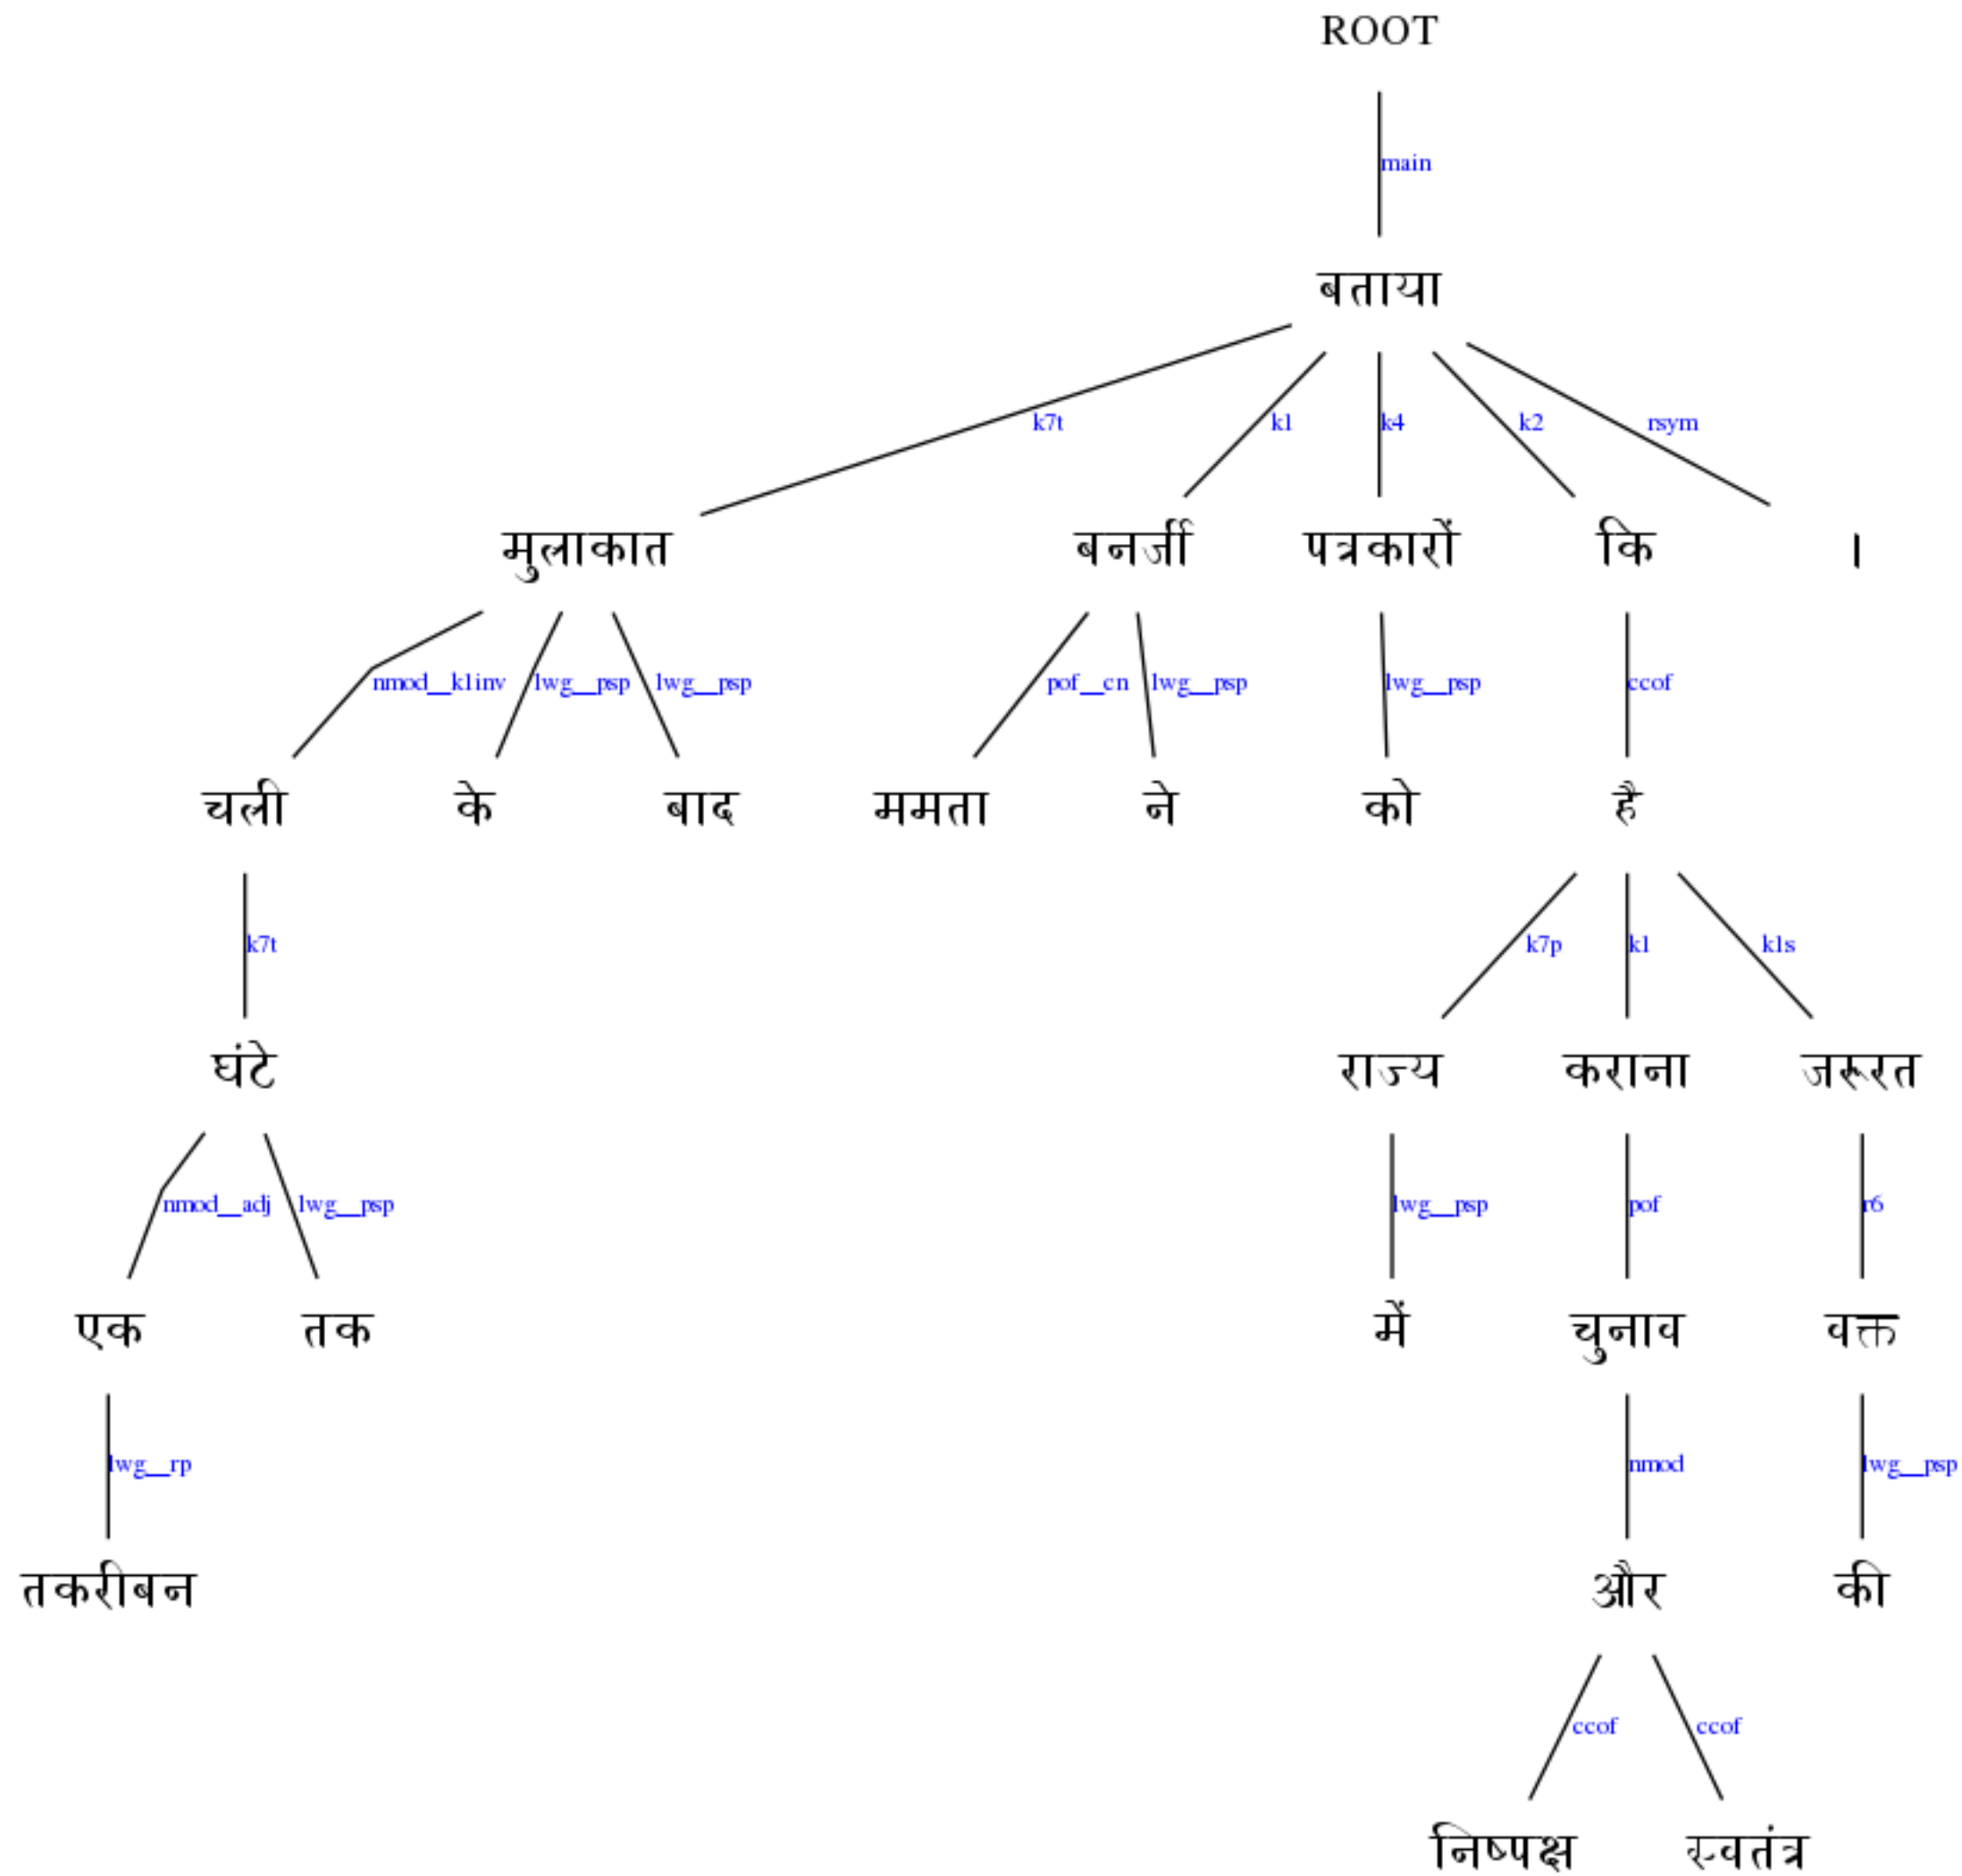 ROOT
main
बताया
k7t k1 k4 k2 rsym
मुलाकात बनर्जी पत्रकारों कि ।
nmod__k1inv lwg__psp lwg__psp pof__cn lwg__psp lwg__psp ccof
चली के बाद ममता ने को है
k7t k7p k1 k1s
घंटे राज्य कराना जरूरत
nmod__adj lwg__psp lwg__psp pof r6
एक तक में चुनाव वक्त
lwg__rp nmod lwg__psp
तकरीबन और की
ccof ccof
निष्पक्ष स्वतंत्र